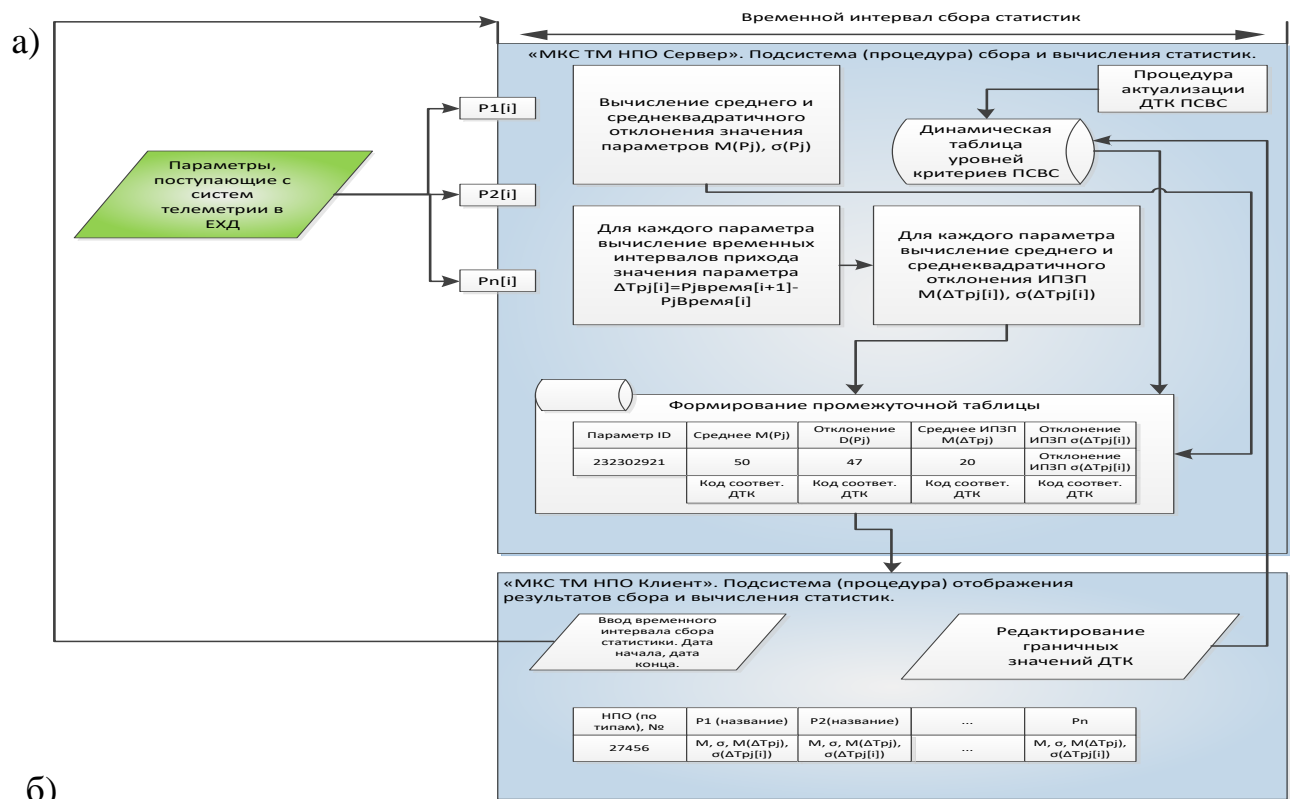 а)
Временной интервал сбора статистик
«МКС ТМ НПО Сервер». Подсистема (процедура) сбора и вычисления статистик.
Параметры,
поступающие с
систем
телеметрии в
ЕХД
P1[i]
P2[i]
Pn[i]
Вычисление среднего и
среднеквадратичного
отклонения значения
параметров M(Pj), σ(Pj)
Процедура
актуализации
ДТК ПСВС
Динамическая
таблица
уровней
критериев ПСВС
Для каждого параметра
вычисление временных
интервалов прихода
значения параметра
ΔTpj[i]=Pjвремя[i+1]-
PjВремя[i]
Для каждого параметра
вычисление среднего и
среднеквадратичного
отклонения ИПЗП
M(ΔTpj[i]), σ(ΔTpj[i])
Формирование промежуточной таблицы
Параметр ID
Среднее M(Pj)
Отклонение
D(Pj)
Среднее ИПЗП
M(ΔTpj)
Отклонение
ИПЗП σ(ΔTpj[i])
232302921
50
47
20
Отклонение
ИПЗП σ(ΔTpj[i])
Код соответ.
ДТК
Код соответ.
ДТК
Код соответ.
ДТК
Код соответ.
ДТК
«МКС ТМ НПО Клиент». Подсистема (процедура) отображения
результатов сбора и вычисления статистик.
Ввод временного
интервала сбора
статистики. Дата
начала, дата
конца.
Редактирование
граничных
значений ДТК
НПО (по
типам), №
P1 (название)
P2(название)
...
Pn
27456
M, σ, M(ΔTpj),
σ(ΔTpj[i])
M, σ, M(ΔTpj),
σ(ΔTpj[i])
...
M, σ, M(ΔTpj),
σ(ΔTpj[i])
б)